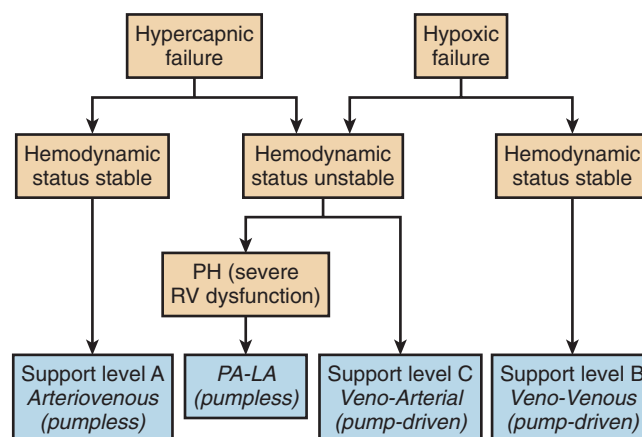 Hypercapnic
failure
Hypoxic
failure
Hemodynamic
status stable
Hemodynamic
status unstable
Hemodynamic
status stable
PH (severe
RV dysfunction)
Support level A
Arteriovenous
(pumpless)
PA-LA
(pumpless)
Support level C
Veno-Arterial
(pump-driven)
Support level B
Veno-Venous
(pump-driven)